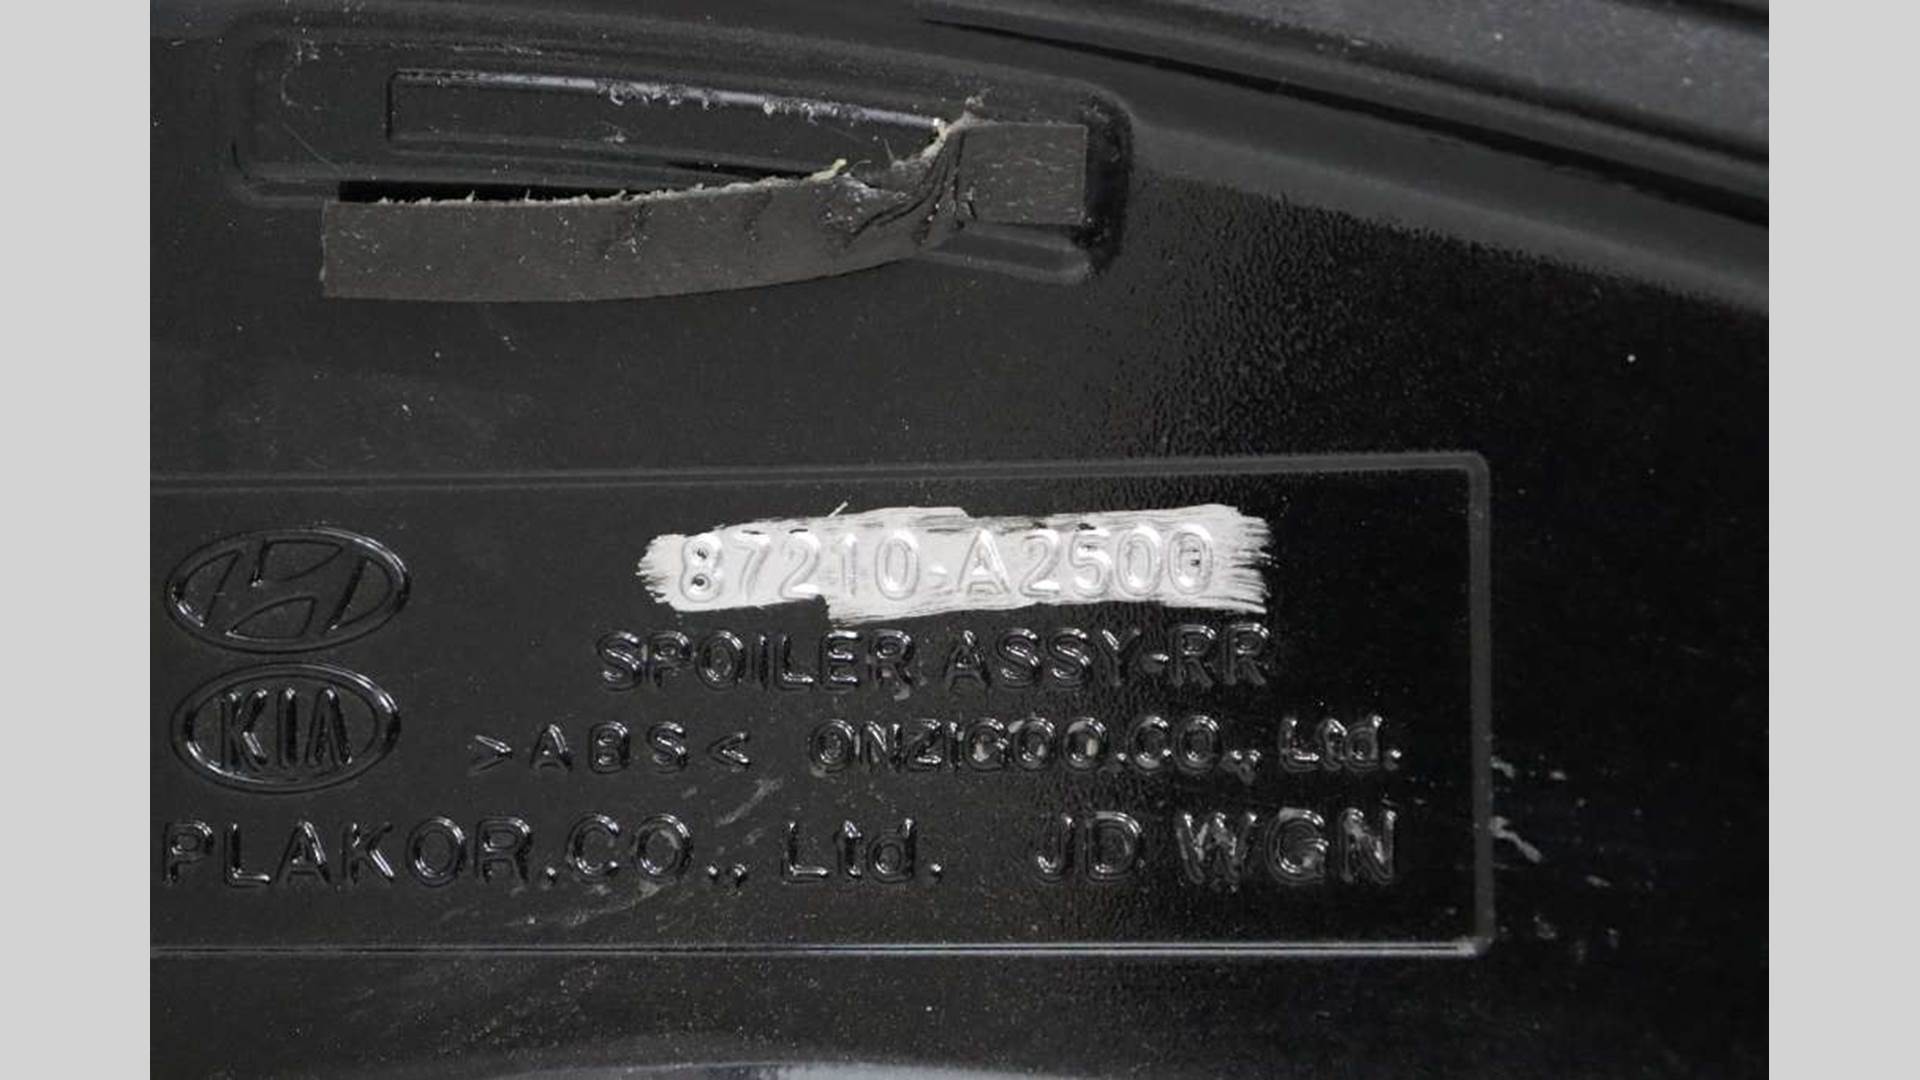 87210-A2500
SPOILER ASSY-RR
KIA >ABS< ONZIGOO.CO., Ltd.
PLAKOR.CO., Ltd. JD WGN